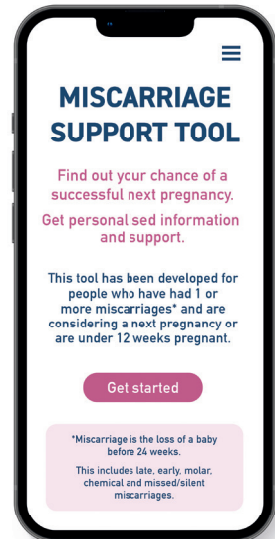 MISCARRIAGE
SUPPORT TOOL
Find out your chance of a
successful next pregnancy.
Get personalised information
and support.
This tool has been developed for
people who have had 1 or
more miscarriages* and are
considering a next pregnancy or
are under 12 weeks pregnant.
Get started
*Miscarriage is the loss of a baby
before 24 weeks.
This includes late, early, molar,
chemical and missed/silent
miscarriages.